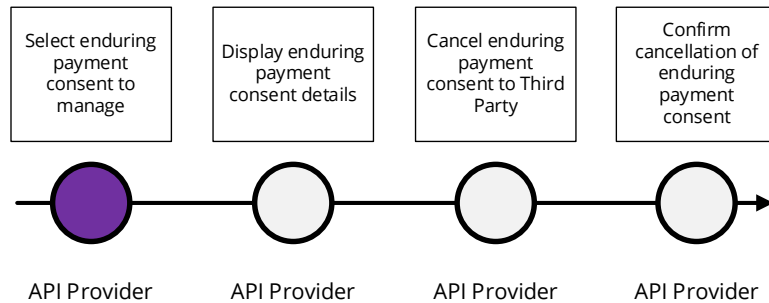 Select enduring
payment
consent to
manage
Display enduring
payment
consent details
Cancel enduring
payment
consent to Third
Party
Confirm
cancellation of
enduring
payment
consent
API Provider
API Provider
API Provider
API Provider